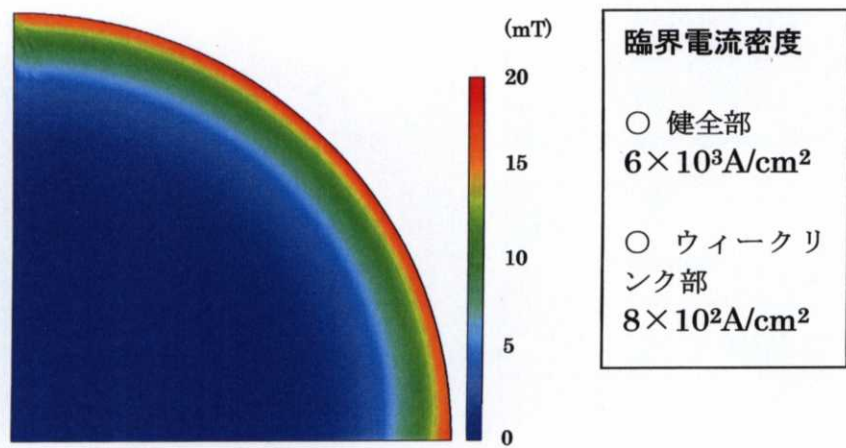 (mT)
20
15
10
5
0
臨界電流密度
○ 健全部
6×10³A/cm²
○ ウィークリ
ンク部
8×10²A/cm²